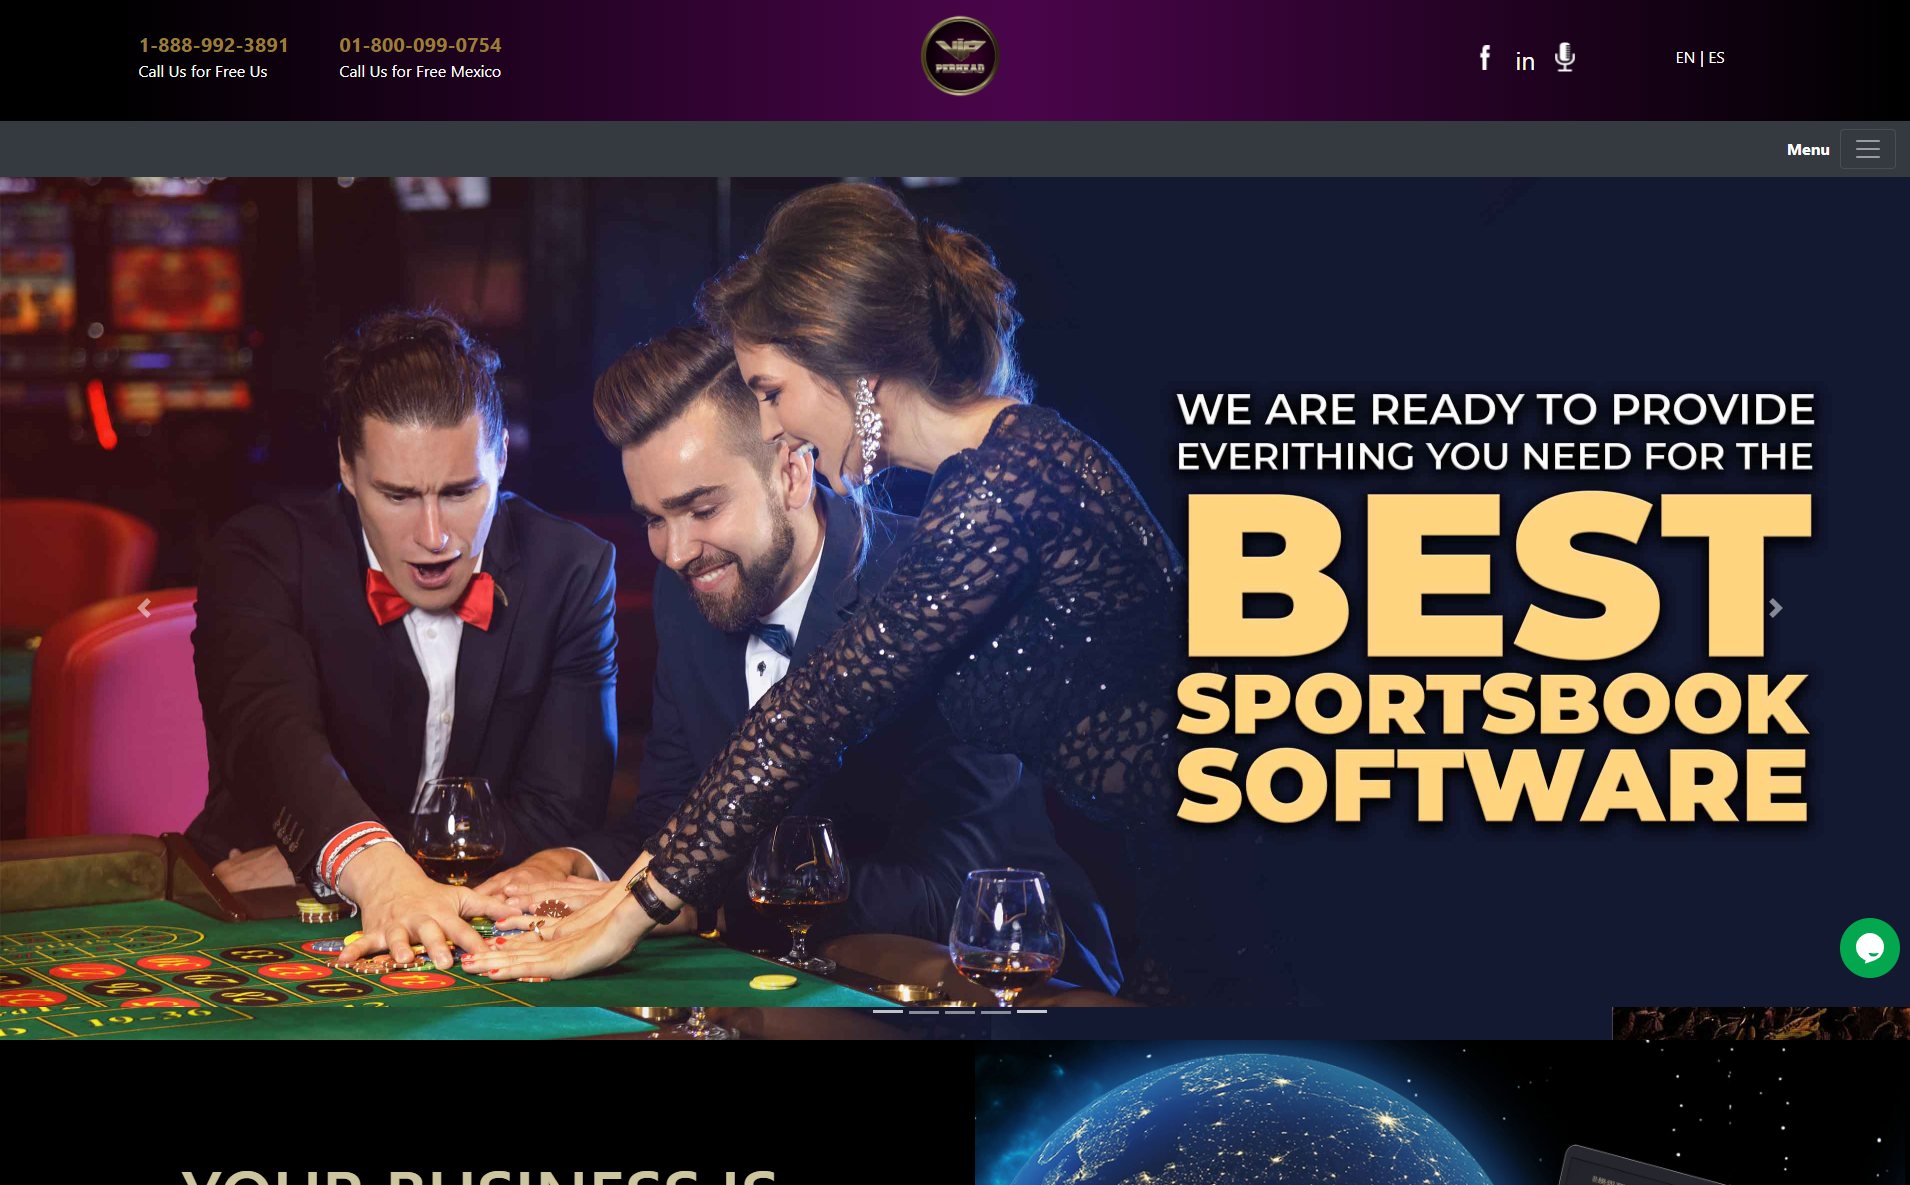 1-888-992-3891
Call Us for Free Us
01-800-099-0754
Call Us for Free Mexico
VIP
PERHEAD
f
in
EN | ES
Menu
WE ARE READY TO PROVIDE
EVERITHING YOU NEED FOR THE
BEST
SPORTSBOOK
SOFTWARE
19-36
YOUR BUSINESS IS